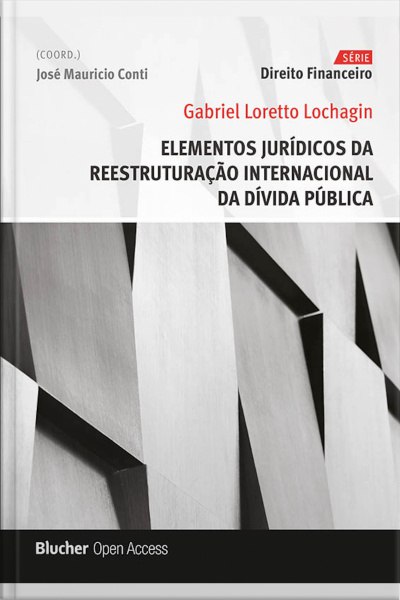 (COORD.)
José Mauricio Conti
SÉRIE
Direito Financeiro
Gabriel Loretto Lochagin
ELEMENTOS JURÍDICOS DA
REESTRUTURAÇÃO INTERNACIONAL
DA DÍVIDA PÚBLICA
Blucher Open Access